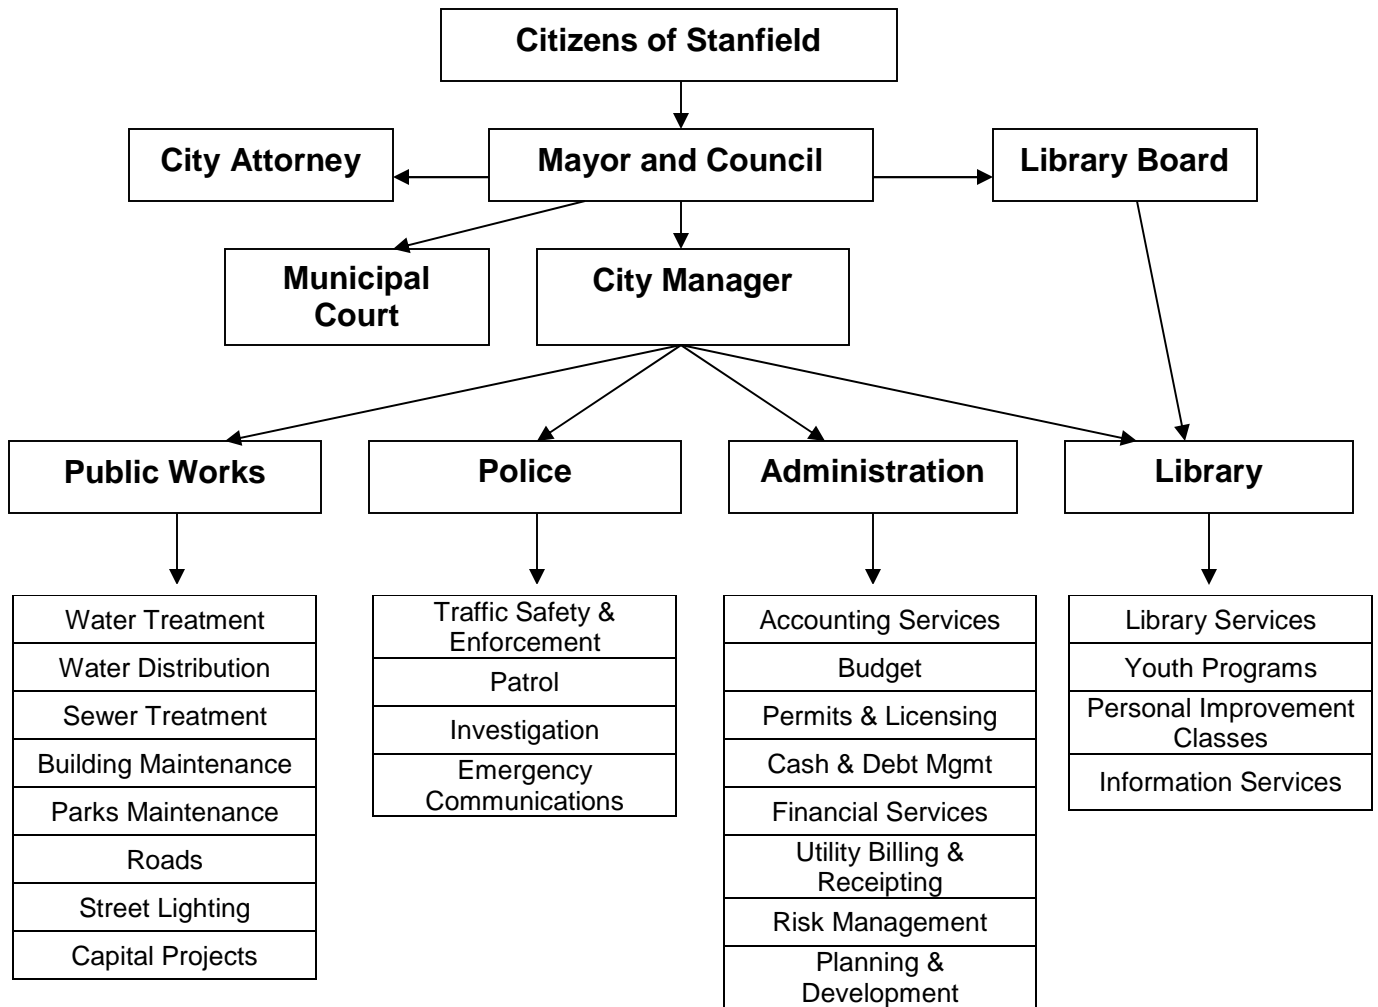 Citizens of Stanfield
City Attorney
Mayor and Council
Library Board
Municipal
Court
City Manager
Public Works
Police
Administration
Library
Water Treatment
Water Distribution
Sewer Treatment
Building Maintenance
Parks Maintenance
Roads
Street Lighting
Capital Projects
Traffic Safety &
Enforcement
Patrol
Investigation
Emergency
Communications
Accounting Services
Budget
Permits & Licensing
Cash & Debt Mgmt
Financial Services
Utility Billing &
Receipting
Risk Management
Planning &
Development
Library Services
Youth Programs
Personal Improvement
Classes
Information Services